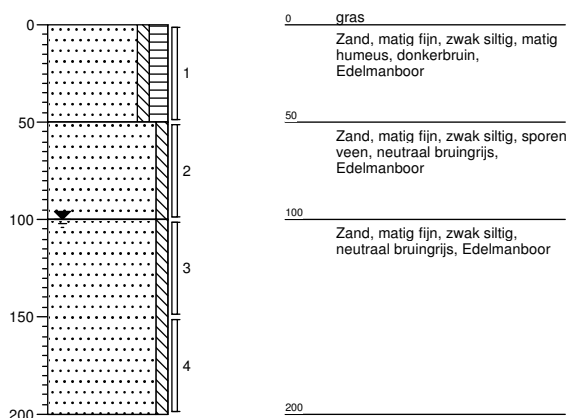 0
50
100
150
200
1
2
3
4
0
gras
Zand, matig fijn, zwak siltig, matig
humeus, donkerbruin,
Edelmanboor
50
Zand, matig fijn, zwak siltig, sporen
veen, neutraal bruingrijs,
Edelmanboor
100
Zand, matig fijn, zwak siltig,
neutraal bruingrijs, Edelmanboor
200